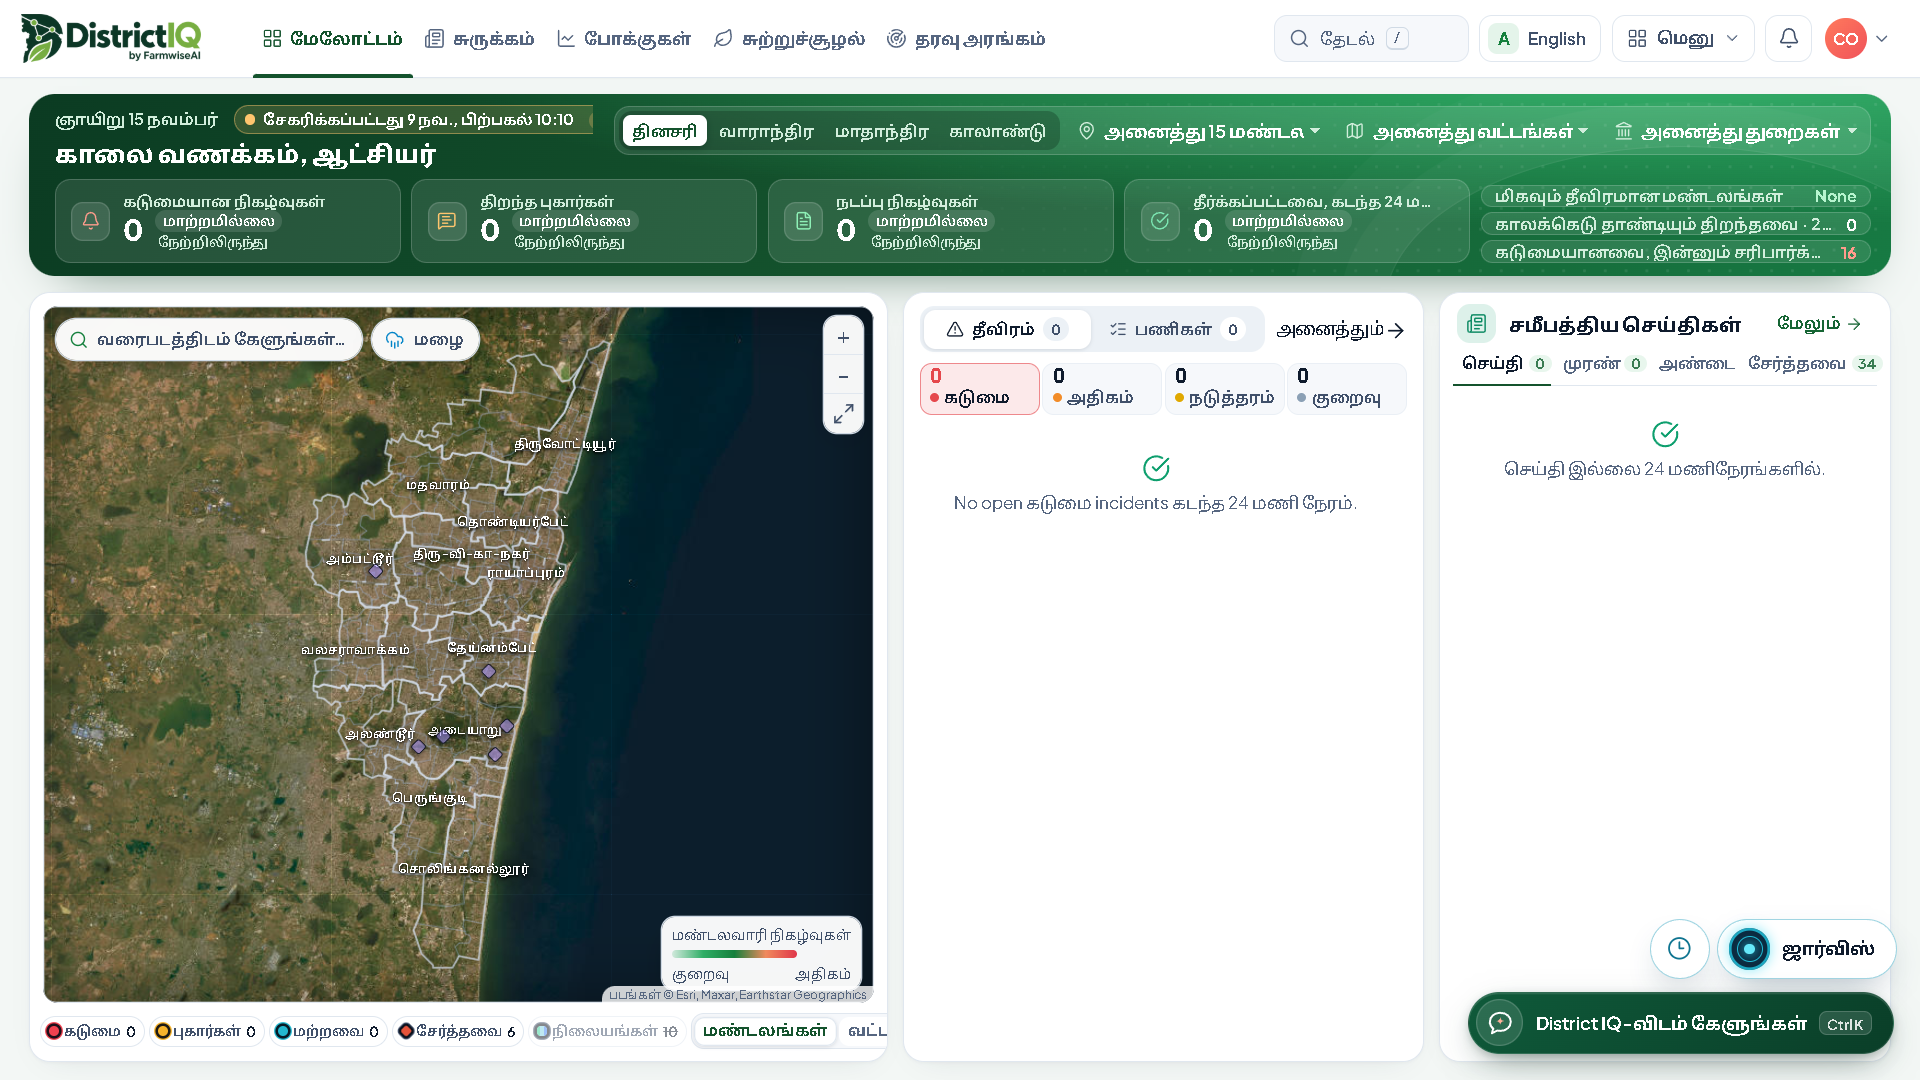 DistrictIQ
by FarmwiseAI
மேலோட்டம்
சுருக்கம்
போக்குகள்
சுற்றுச்சூழல்
தரவு அரங்கம்
தேடல் /
A English
மெனு
CO
ஞாயிறு 15 நவம்பர்
சேகரிக்கப்பட்டது 9 நவ., பிற்பகல் 10:10
காலை வணக்கம், ஆட்சியர்
தினசரி
வாராந்திர
மாதாந்திர
காலாண்டு
அனைத்து 15 மண்டல
அனைத்து வட்டங்கள்
அனைத்து துறைகள்
கடுமையான நிகழ்வுகள்
0 மாற்றமில்லை
நேற்றிலிருந்து
திறந்த புகார்கள்
0 மாற்றமில்லை
நேற்றிலிருந்து
நடப்பு நிகழ்வுகள்
0 மாற்றமில்லை
நேற்றிலிருந்து
தீர்க்கப்பட்டவை, கடந்த 24 ம...
0 மாற்றமில்லை
நேற்றிலிருந்து
மிகவும் தீவிரமான மண்டலங்கள் None
காலக்கெடு தாண்டியும் திறந்தவை · 2... 0
கடுமையானவை, இன்னும் சரிபார்க்... 16
வரைபடத்திடம் கேளுங்கள்...
மழை
+
−
திருவோட்டியூர்
மதவாரம்
தொண்டியர்பேட்
அம்பட்டூர்
திரு-வி-கா-நகர்
ராயாப்புரம்
வலசராவாக்கம்
தேய்னம்பேட்
அலண்டூர்
அடையாறு
பெருங்குடி
சொலிங்கனல்லூர்
மண்டலவாரி நிகழ்வுகள்
குறைவு அதிகம்
படங்கள் © Esri, Maxar, Earthstar Geographics
கடுமை 0
புகார்கள் 0
மற்றவை 0
சேர்த்தவை 6
நிலையங்கள் 10
மண்டலங்கள்
வட்ட
தீவிரம் 0
பணிகள் 0
அனைத்தும்
0
கடுமை
0
அதிகம்
0
நடுத்தரம்
0
குறைவு
No open கடுமை incidents கடந்த 24 மணி நேரம்.
சமீபத்திய செய்திகள்
மேலும்
செய்தி 0
முரண் 0
அண்டை
சேர்த்தவை 34
செய்தி இல்லை 24 மணிநேரங்களில்.
ஜார்விஸ்
District IQ-விடம் கேளுங்கள் CtrlK